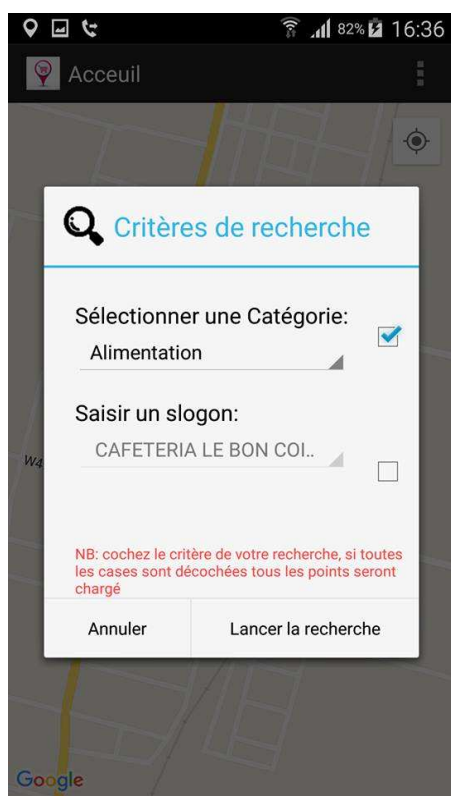 82% 16:36
Acceuil
Critères de recherche
Sélectionner une Catégorie:
Alimentation
Saisir un slogon:
CAFETERIA LE BON COI..
W4
NB: cochez le critère de votre recherche, si toutes
les cases sont décochées tous les points seront
chargé
Annuler Lancer la recherche
Google